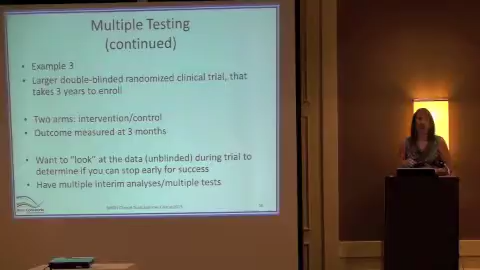 Multiple Testing
(continued)
• Example 3
• Larger double-blinded randomized clinical trial, that
takes 3 years to enroll
• Two arms: intervention/control
• Outcome measured at 3 months
• Want to “look” at the data (unblinded) during trial to
determine if you can stop early for success
• Have multiple interim analyses/multiple tests